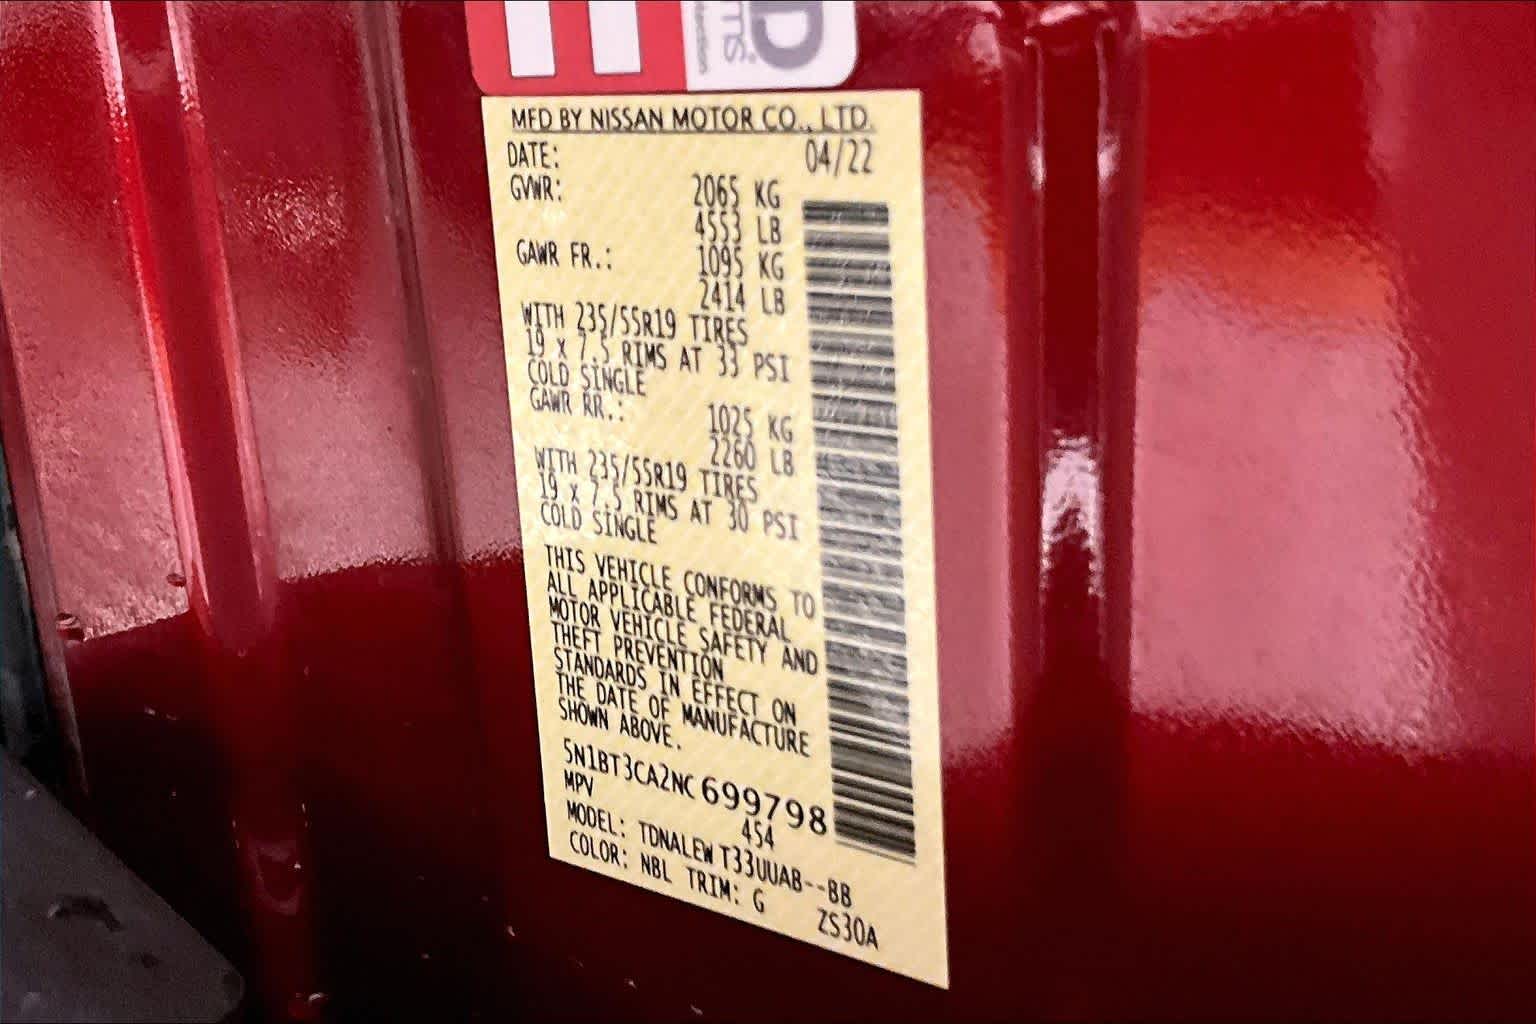 MFD BY NISSAN MOTOR CO., LTD.
DATE: 04/22
GVWR: 2065 KG
4553 LB
GAWR FR.: 1095 KG
2414 LB
WITH 235/55R19 TIRES
19 x 7.5 RIMS AT 33 PSI
COLD SINGLE
GAWR RR.: 1025 KG
2260 LB
WITH 235/55R19 TIRES
19 x 7.5 RIMS AT 30 PSI
COLD SINGLE
THIS VEHICLE CONFORMS TO
ALL APPLICABLE FEDERAL
MOTOR VEHICLE SAFETY AND
THEFT PREVENTION
STANDARDS IN EFFECT ON
THE DATE OF MANUFACTURE
SHOWN ABOVE.
5N1BT3CA2NC699798
MPV 454
MODEL: TDNALEW T33UUAB--BB
COLOR: NBL TRIM: G ZS30A